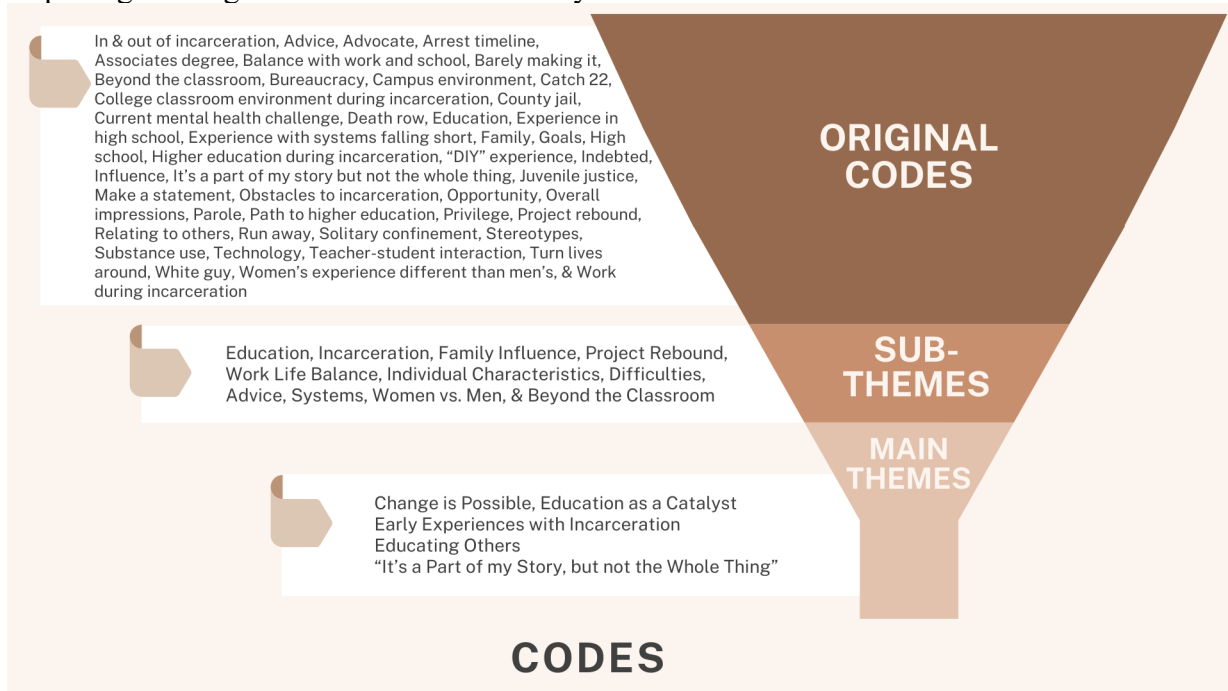 In & out of incarceration, Advice, Advocate, Arrest timeline,
Associates degree, Balance with work and school, Barely making it,
Beyond the classroom, Bureaucracy, Campus environment, Catch 22,
College classroom environment during incarceration, County jail,
Current mental health challenge, Death row, Education, Experience in
high school, Experience with systems falling short, Family, Goals, High
school, Higher education during incarceration, “DIY” experience, Indebted,
Influence, It’s a part of my story but not the whole thing, Juvenile justice,
Make a statement, Obstacles to incarceration, Opportunity, Overall
impressions, Parole, Path to higher education, Privilege, Project rebound,
Relating to others, Run away, Solitary confinement, Stereotypes,
Substance use, Technology, Teacher-student interaction, Turn lives
around, White guy, Women’s experience different than men’s, & Work
during incarceration
ORIGINAL
CODES
Education, Incarceration, Family Influence, Project Rebound,
Work Life Balance, Individual Characteristics, Difficulties,
Advice, Systems, Women vs. Men, & Beyond the Classroom
SUB-
THEMES
MAIN
THEMES
Change is Possible, Education as a Catalyst
Early Experiences with Incarceration
Educating Others
“It’s a Part of my Story, but not the Whole Thing”
CODES